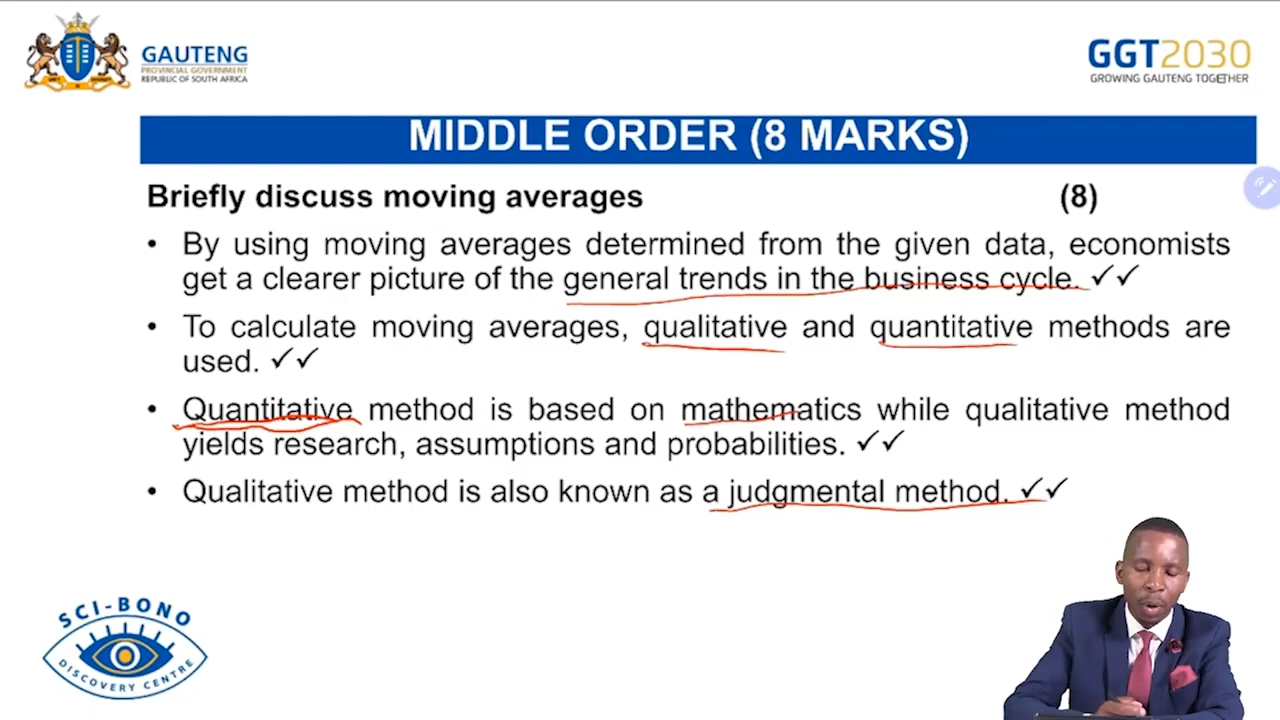 GAUTENG
PROVINCIAL GOVERNMENT
REPUBLIC OF SOUTH AFRICA
GGT2030
GROWING GAUTENG TOGETHER
MIDDLE ORDER (8 MARKS)
Briefly discuss moving averages (8)
• By using moving averages determined from the given data, economists
get a clearer picture of the general trends in the business cycle. ✓✓
• To calculate moving averages, qualitative and quantitative methods are
used. ✓✓
• Quantitative method is based on mathematics while qualitative method
yields research, assumptions and probabilities. ✓✓
• Qualitative method is also known as a judgmental method. ✓✓
SCI-BONO
DISCOVERY CENTRE